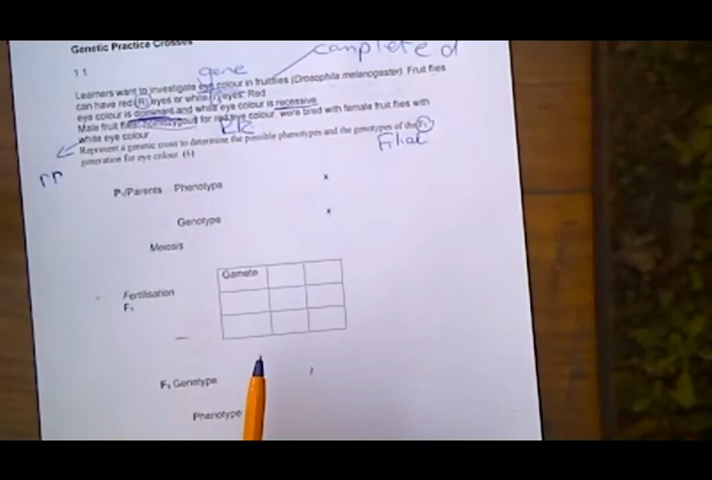 Genetic Practice Crosses
completed
1 1
gene
Learners want to investigate eye colour in fruitflies (Drosophila melanogaster). Fruit flies
can have red (R) eyes or white (r) eyes. Red
eye colour is dominant and white eye colour is recessive.
Male fruit flies, homozygous for red eye colour, were bred with female fruit flies with
RR
white eye colour
Represent a genetic cross to determine the possible phenotypes and the genotypes of the F₁
generation for eye colour. (6)
Filial
rr
P₁/Parents Phenotype x
Genotype x
Meiosis
Gamete
Fertilisation
F₁
F₁ Genotype:
Phenotype: